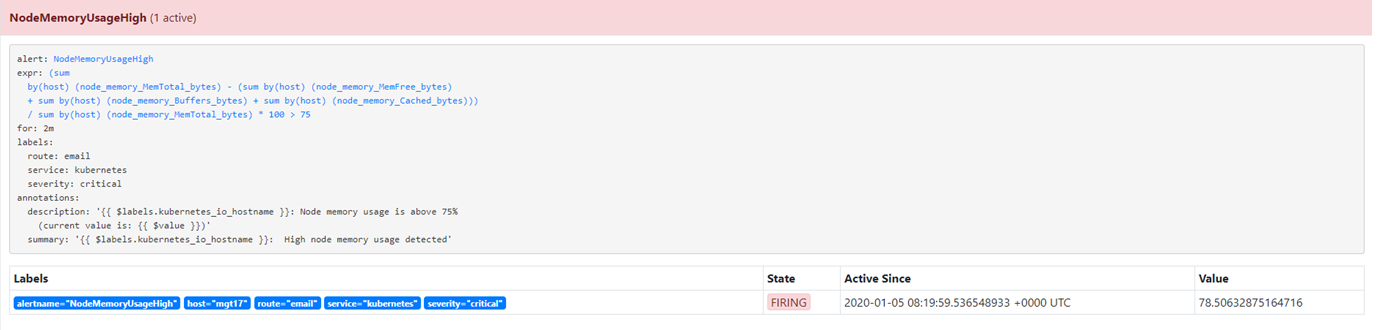 NodeMemoryUsageHigh (1 active)
alert: NodeMemoryUsageHigh
expr: (sum
  by(host) (node_memory_MemTotal_bytes) - (sum by(host) (node_memory_MemFree_bytes)
  + sum by(host) (node_memory_Buffers_bytes) + sum by(host) (node_memory_Cached_bytes)))
  / sum by(host) (node_memory_MemTotal_bytes) * 100 > 75
for: 2m
labels:
  route: email
  service: kubernetes
  severity: critical
annotations:
  description: '{{ $labels.kubernetes_io_hostname }}: Node memory usage is above 75%
    (current value is: {{ $value }})'
  summary: '{{ $labels.kubernetes_io_hostname }}:  High node memory usage detected'
Labels State Active Since Value
alertname="NodeMemoryUsageHigh" host="mgt17" route="email" service="kubernetes" severity="critical" FIRING 2020-01-05 08:19:59.536548933 +0000 UTC 78.50632875164716